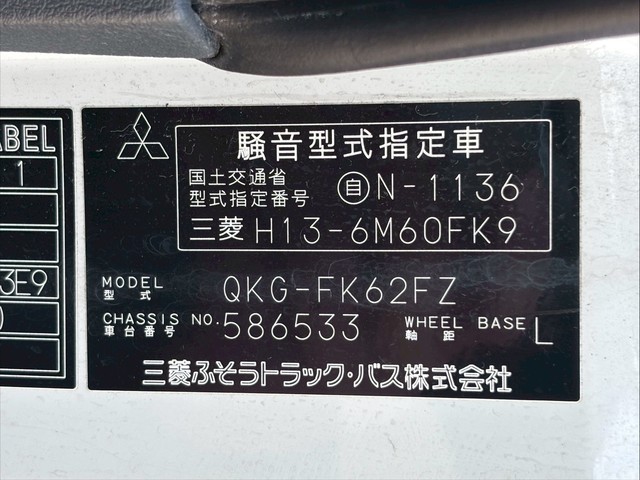 ABEL
1
3E9
騒音型式指定車
国土交通省
型式指定番号 自N-1136
三菱 H13-6M60FK9
MODEL
型式 QKG-FK62FZ
CHASSIS NO.
車台番号 586533 WHEEL BASE
軸距 L
三菱ふそうトラック・バス株式会社